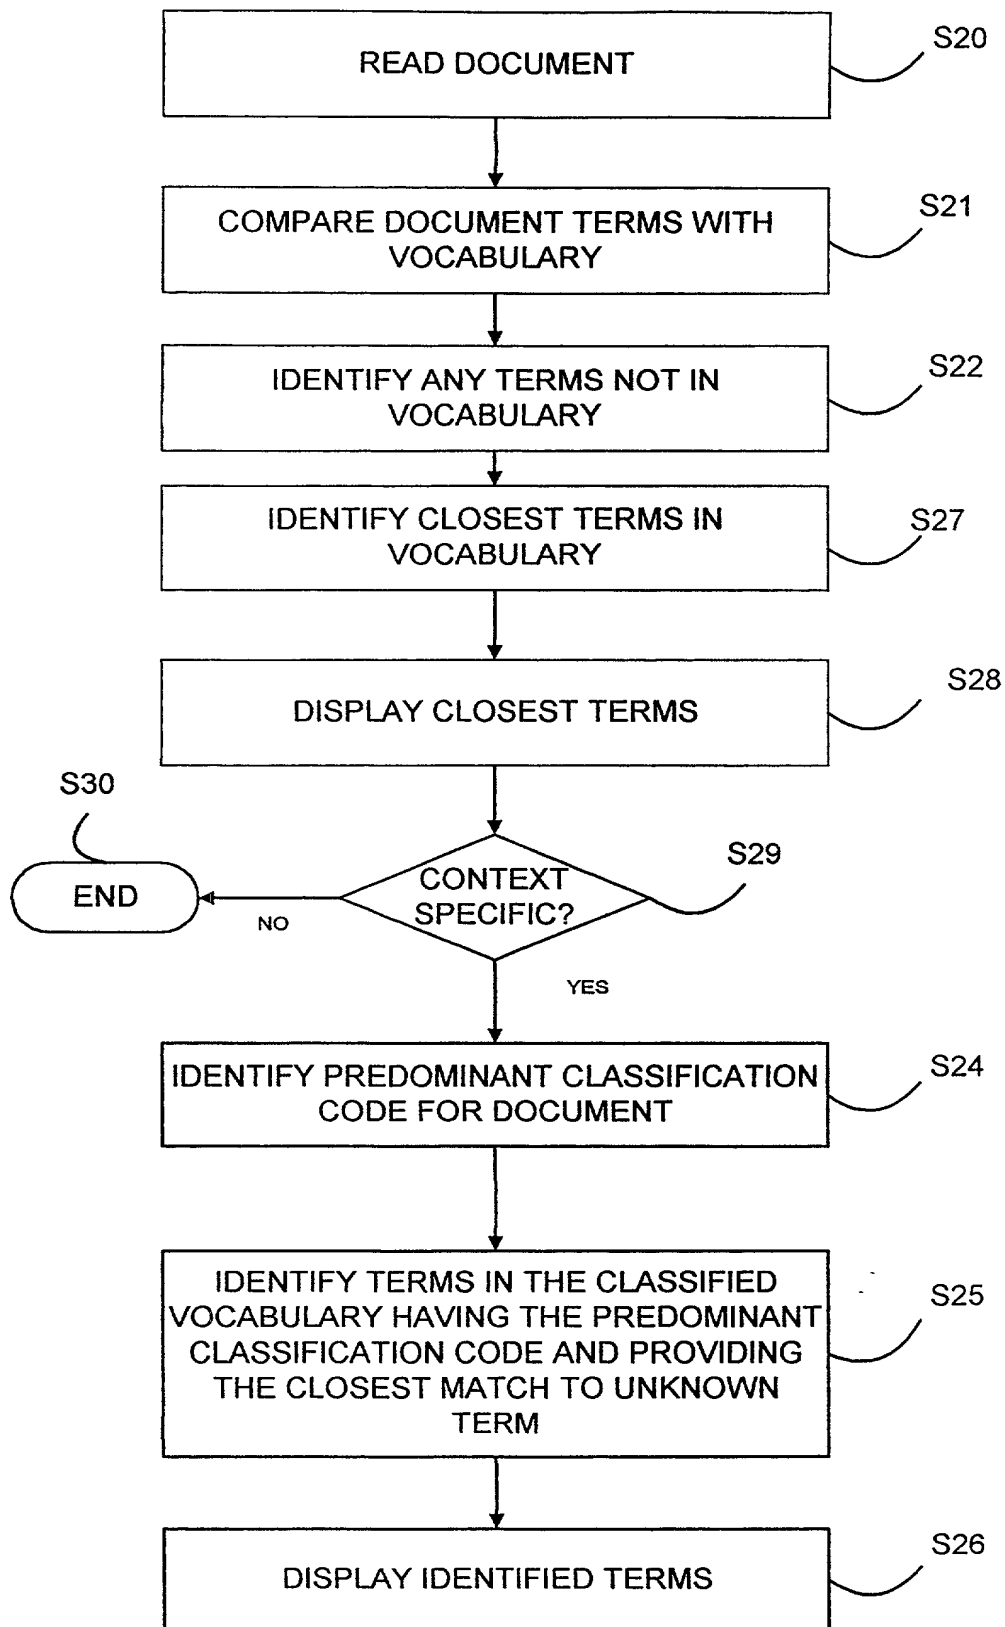 READ DOCUMENT
S20
COMPARE DOCUMENT TERMS WITH
VOCABULARY
S21
IDENTIFY ANY TERMS NOT IN
VOCABULARY
S22
IDENTIFY CLOSEST TERMS IN
VOCABULARY
S27
DISPLAY CLOSEST TERMS
S28
S30
END
NO
CONTEXT
SPECIFIC?
S29
YES
IDENTIFY PREDOMINANT CLASSIFICATION
CODE FOR DOCUMENT
S24
IDENTIFY TERMS IN THE CLASSIFIED
VOCABULARY HAVING THE PREDOMINANT
CLASSIFICATION CODE AND PROVIDING
THE CLOSEST MATCH TO UNKNOWN
TERM
S25
DISPLAY IDENTIFIED TERMS
S26